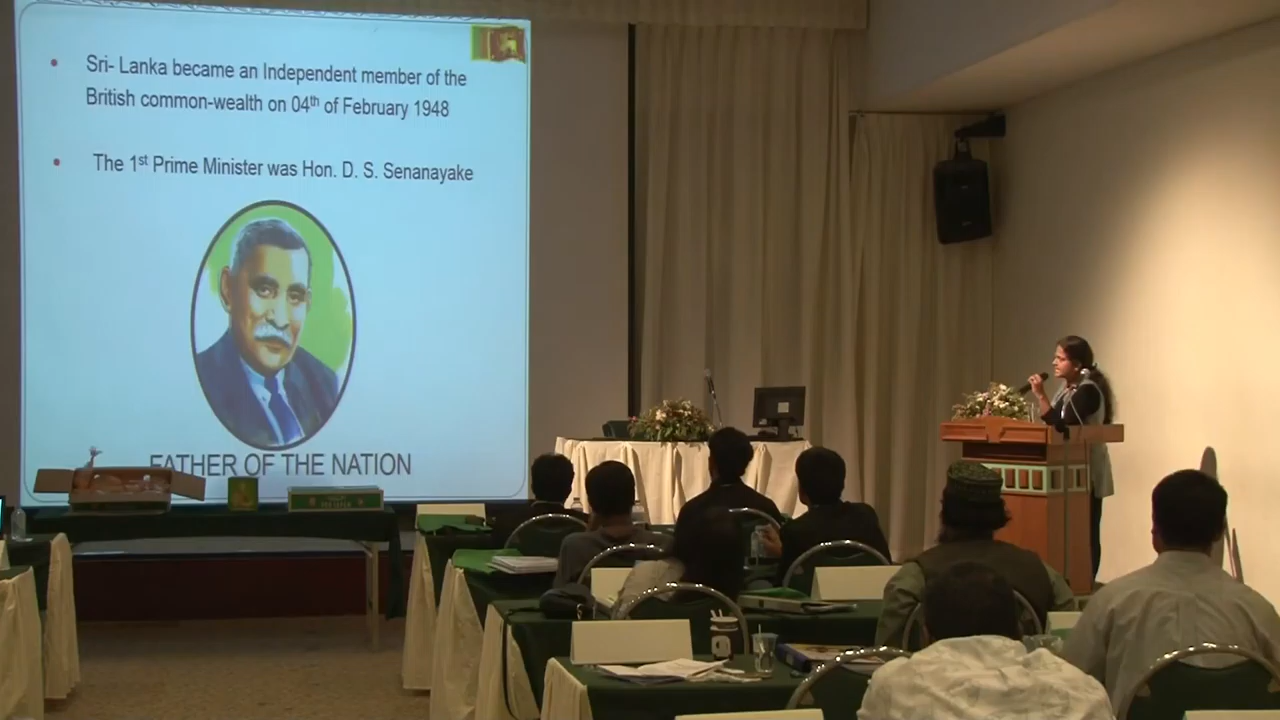 Sri- Lanka became an Independent member of the
British common-wealth on 04th of February 1948
The 1st Prime Minister was Hon. D. S. Senanayake
FATHER OF THE NATION